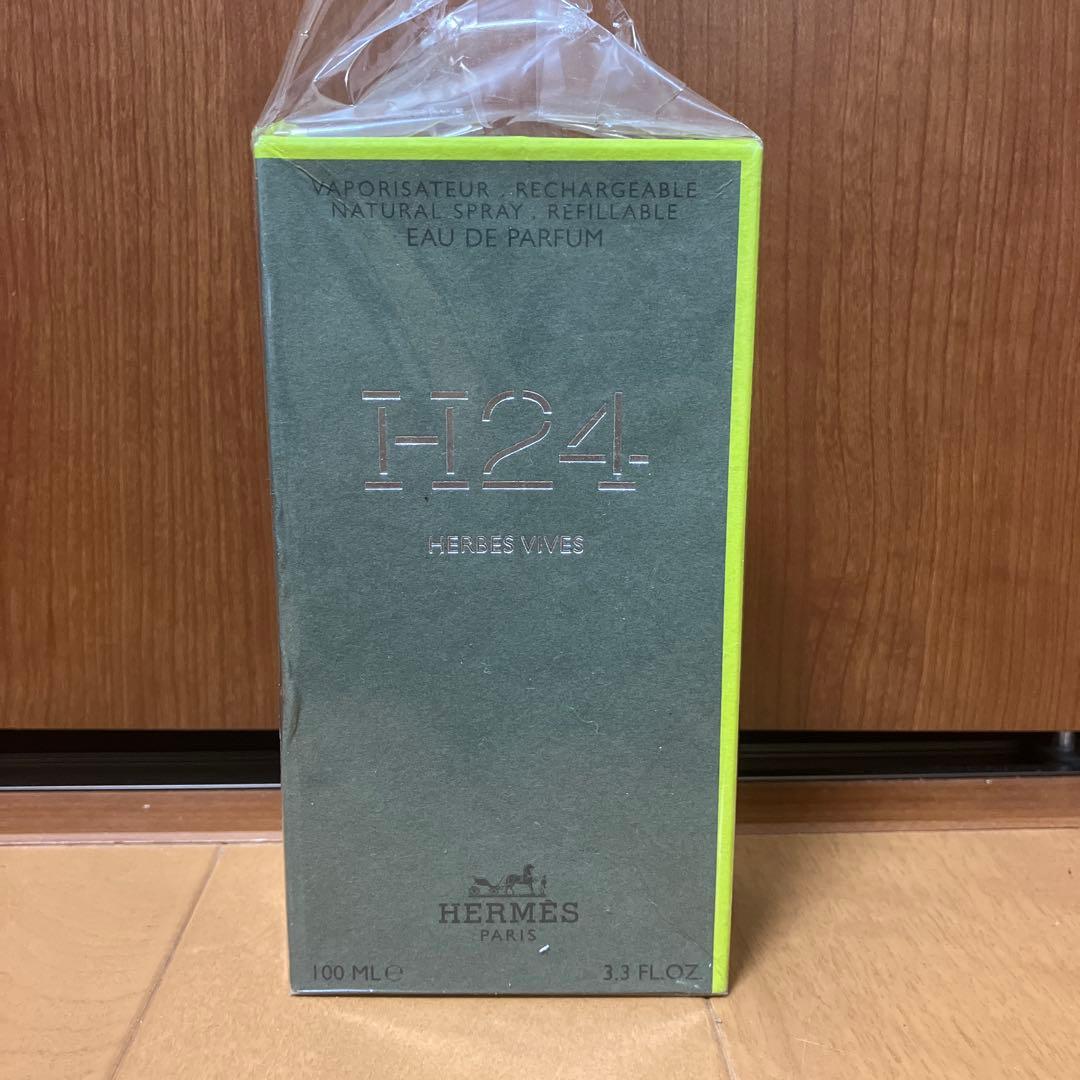 VAPORISATEUR . RECHARGEABLE
NATURAL SPRAY . REFILLABLE
EAU DE PARFUM
H24
HERBES VIVES
HERMÈS
PARIS
100 ML ℮
3.3 FL.OZ.